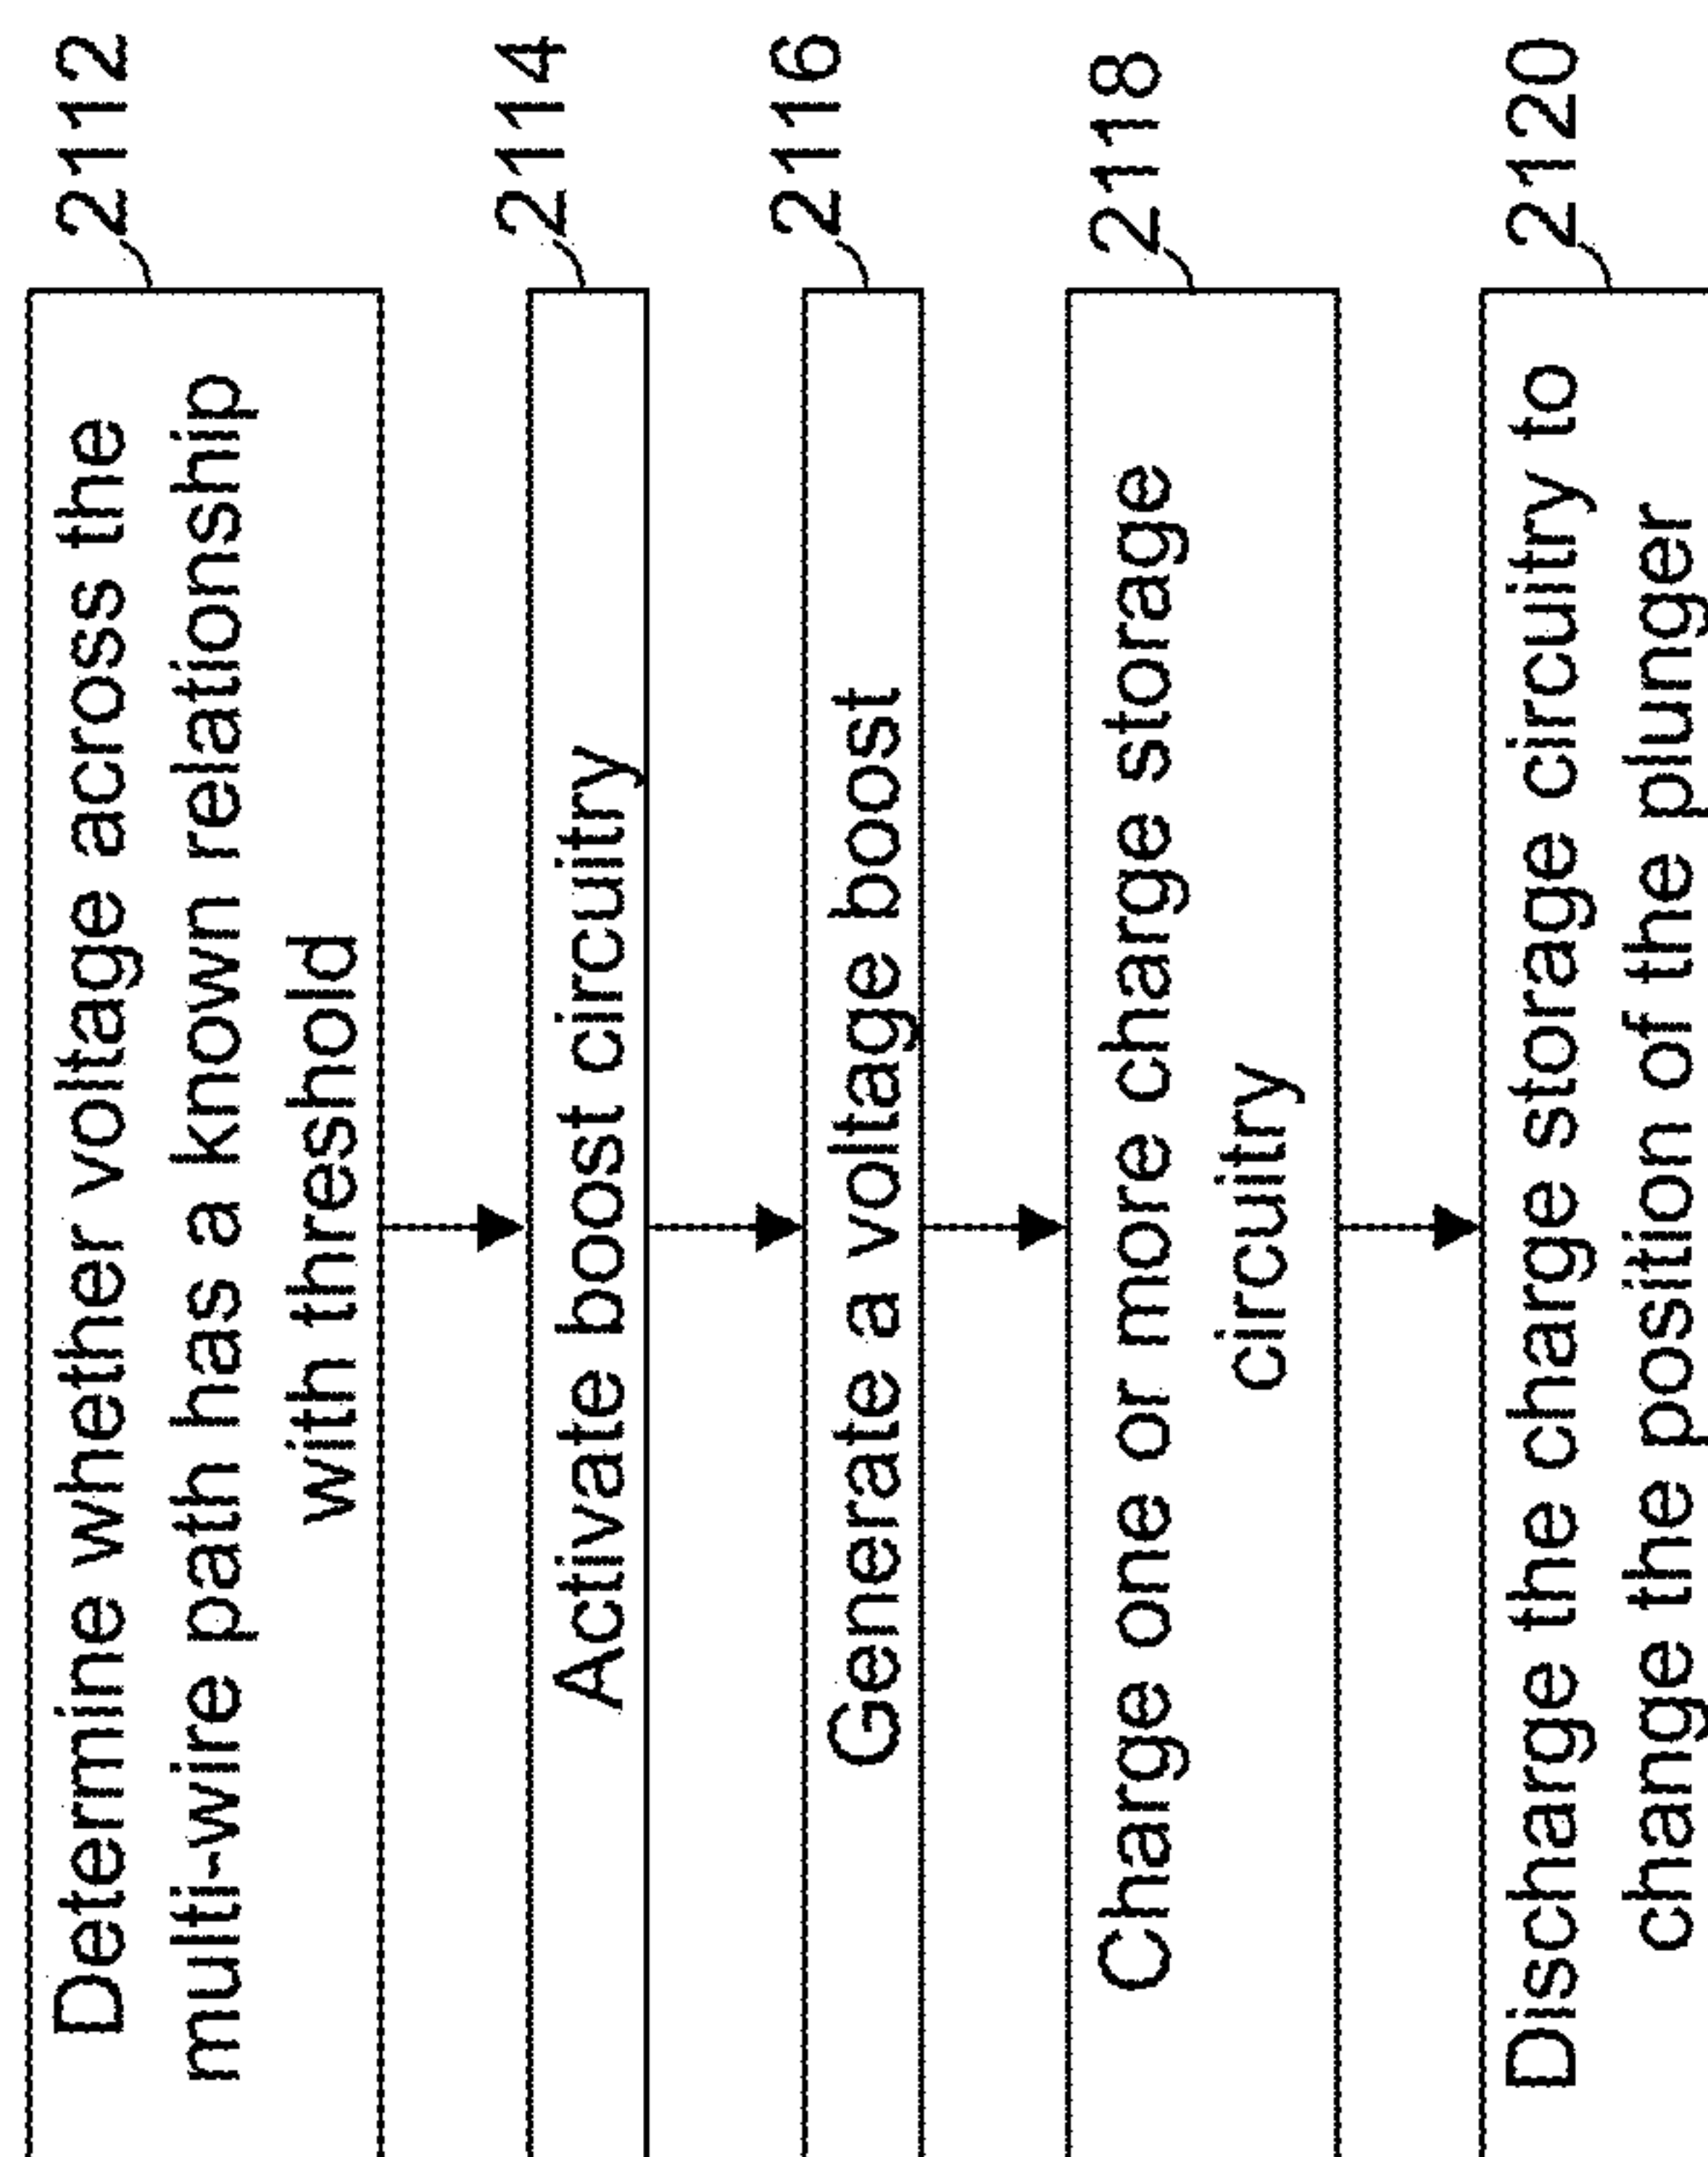 Determine whether voltage across the
multi-wire path has a known relationship
with threshold
2112
Activate boost circuitry
2114
Generate a voltage boost
2116
Charge one or more charge storage
circuitry
2118
Discharge the charge storage circuitry to
change the position of the plunger
2120